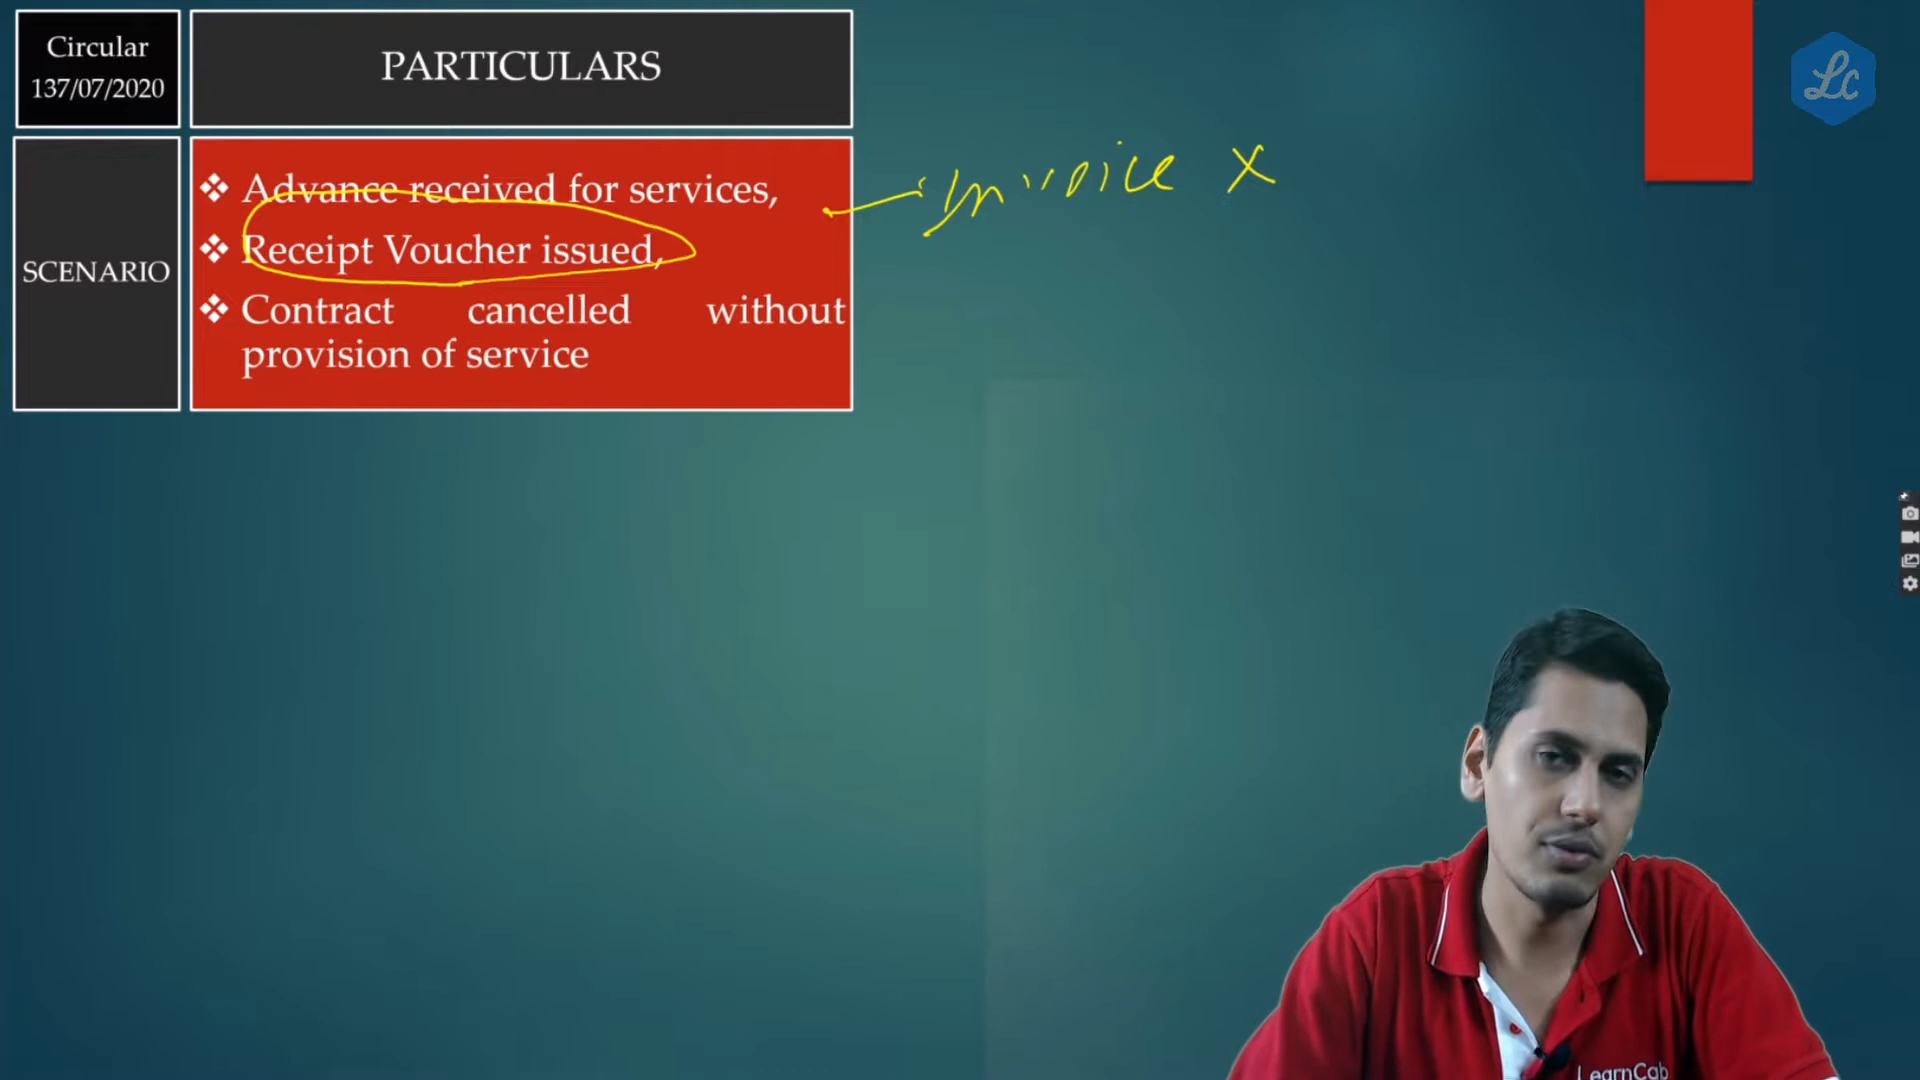 Circular
137/07/2020
PARTICULARS
Lc
SCENARIO
❖ Advance received for services,
❖ Receipt Voucher issued,
❖ Contract cancelled without
provision of service
invoice X
LearnCab